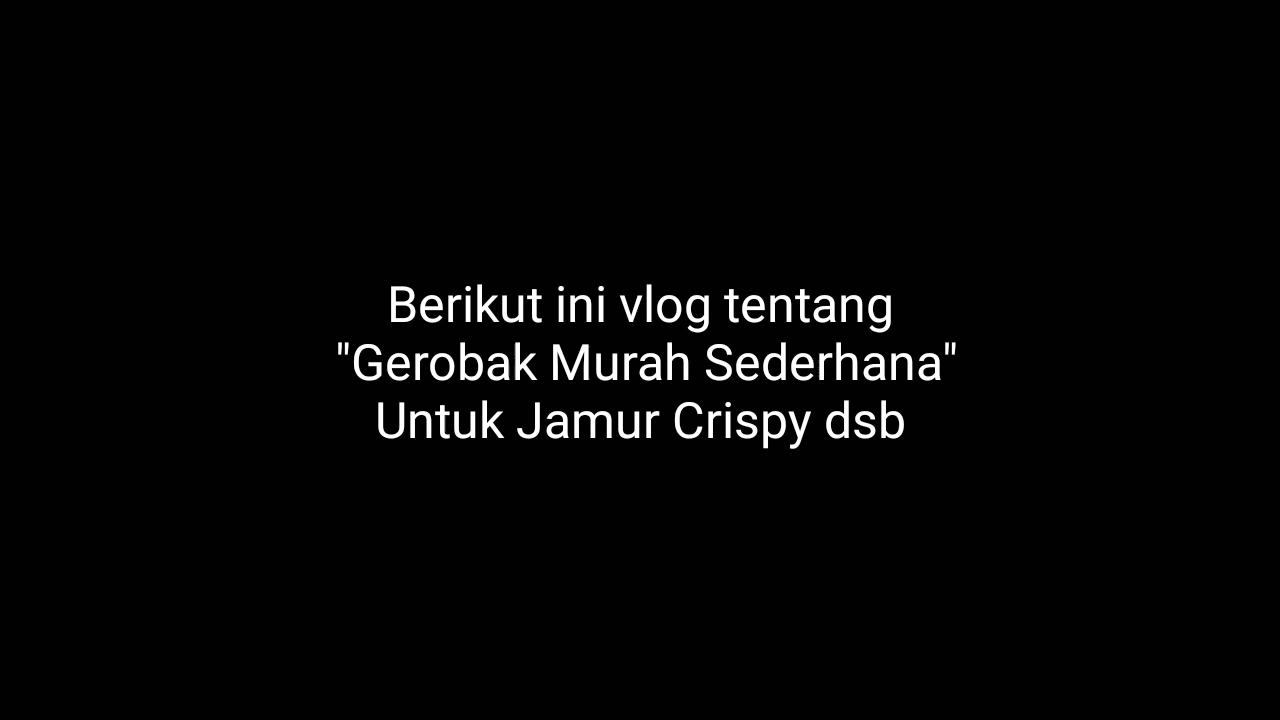 Berikut ini vlog tentang
"Gerobak Murah Sederhana"
Untuk Jamur Crispy dsb